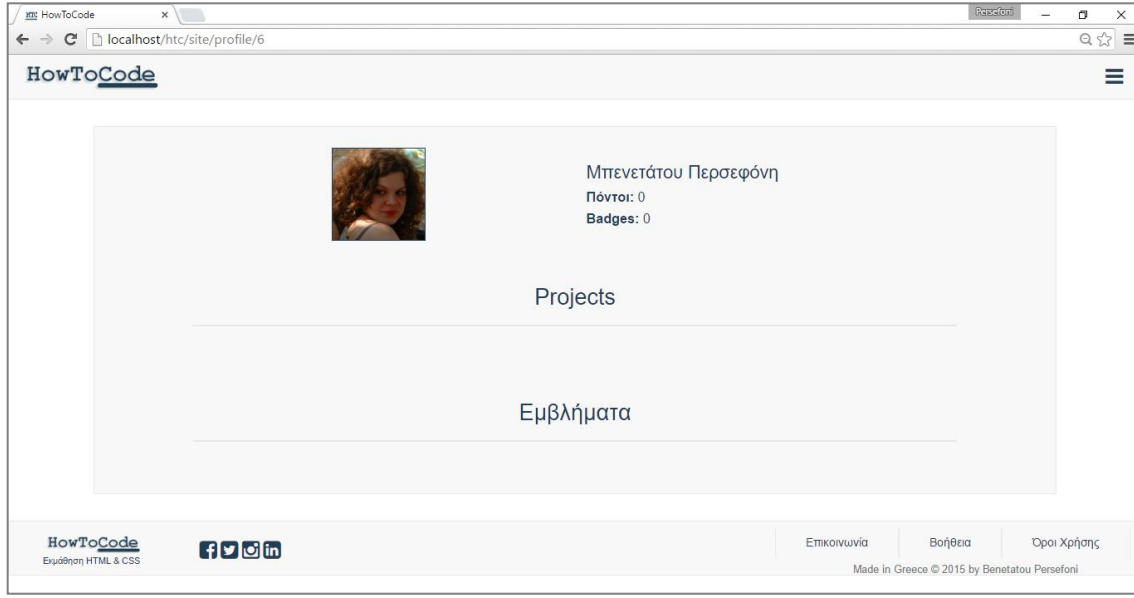 HowToCode
Persefoni
localhost/htc/site/profile/6
HowToCode
Μπενετάτου Περσεφόνη
Πόντοι: 0
Badges: 0
Projects
Εμβλήματα
HowToCode
Εκμάθηση HTML & CSS
Επικοινωνία
Βοήθεια
Όροι Χρήσης
Made in Greece © 2015 by Benetatou Persefoni